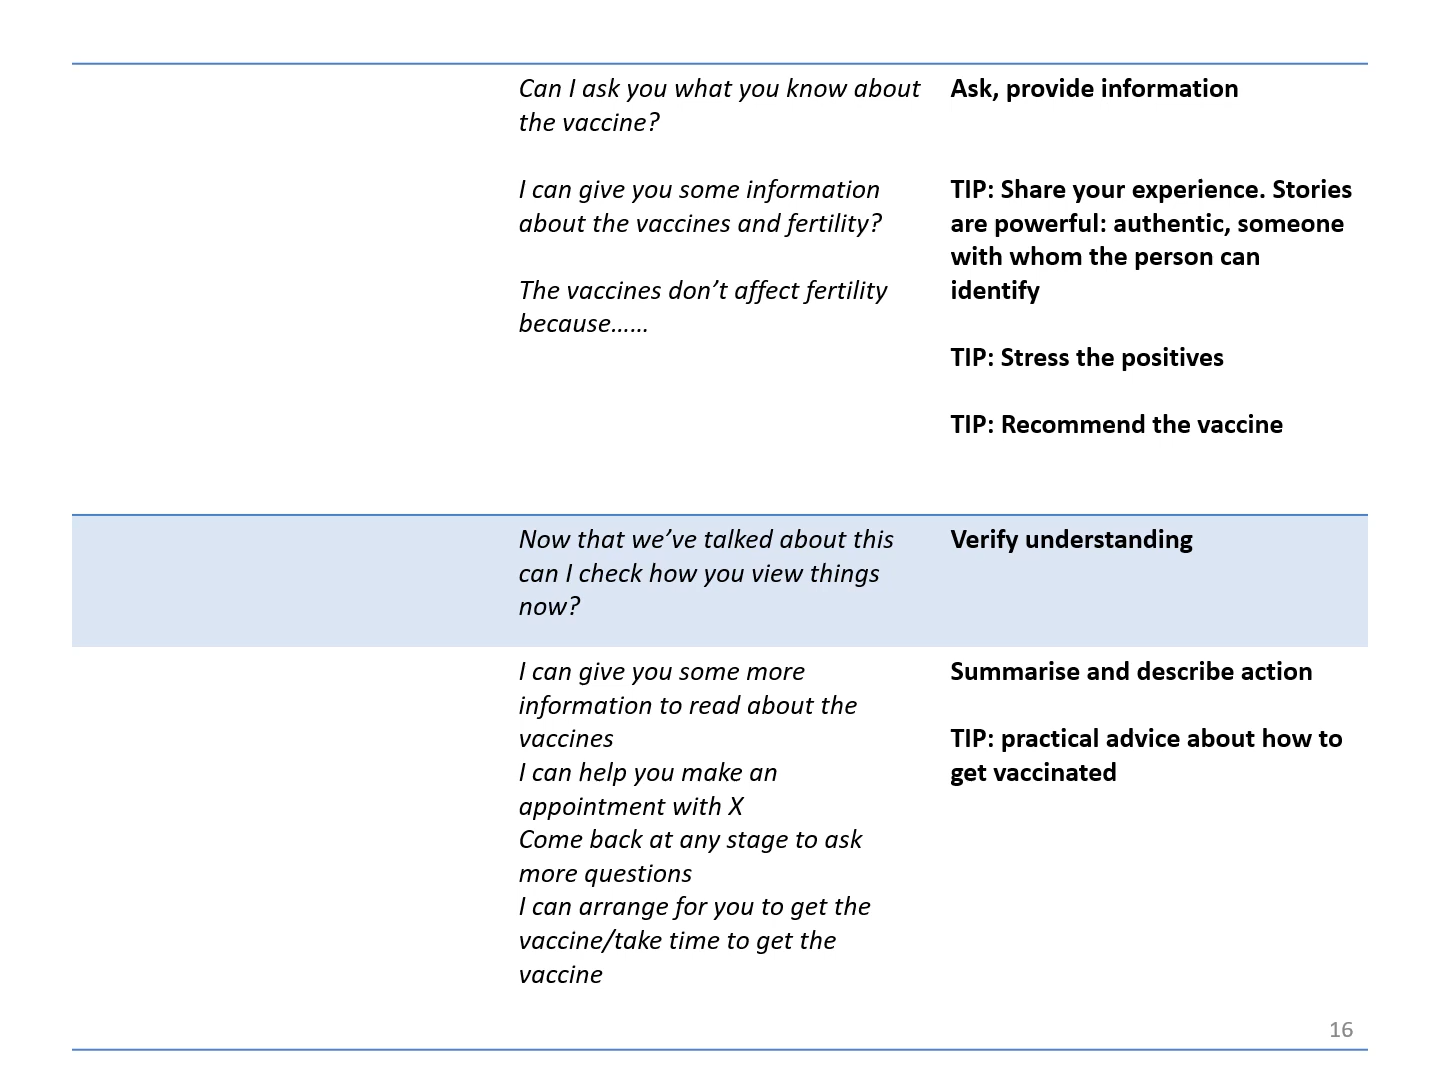 Can I ask you what you know about
the vaccine?
I can give you some information
about the vaccines and fertility?
The vaccines don’t affect fertility
because……
Ask, provide information
TIP: Share your experience. Stories
are powerful: authentic, someone
with whom the person can
identify
TIP: Stress the positives
TIP: Recommend the vaccine
Now that we’ve talked about this
can I check how you view things
now?
Verify understanding
I can give you some more
information to read about the
vaccines
I can help you make an
appointment with X
Come back at any stage to ask
more questions
I can arrange for you to get the
vaccine/take time to get the
vaccine
Summarise and describe action
TIP: practical advice about how to
get vaccinated
16